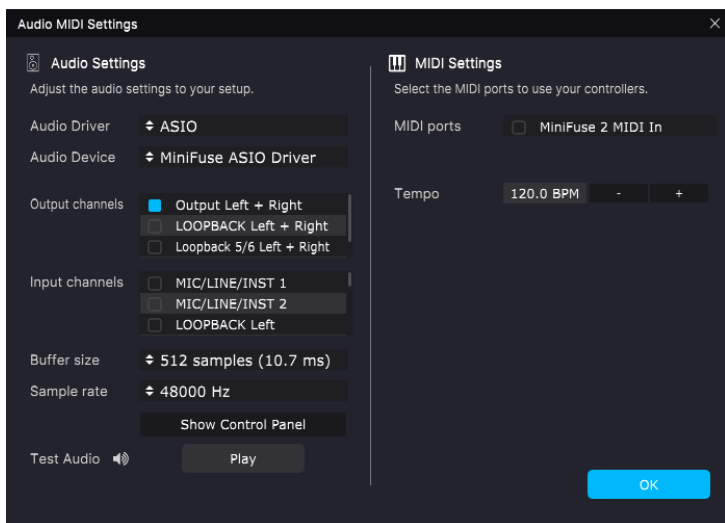 Audio MIDI Settings
Audio Settings
Adjust the audio settings to your setup.
Audio Driver ASIO
Audio Device MiniFuse ASIO Driver
Output channels Output Left + Right
LOOPBACK Left + Right
Loopback 5/6 Left + Right
Input channels MIC/LINE/INST 1
MIC/LINE/INST 2
LOOPBACK Left
Buffer size 512 samples (10.7 ms)
Sample rate 48000 Hz
Show Control Panel
Test Audio Play
MIDI Settings
Select the MIDI ports to use your controllers.
MIDI ports MiniFuse 2 MIDI In
Tempo 120.0 BPM - +
OK